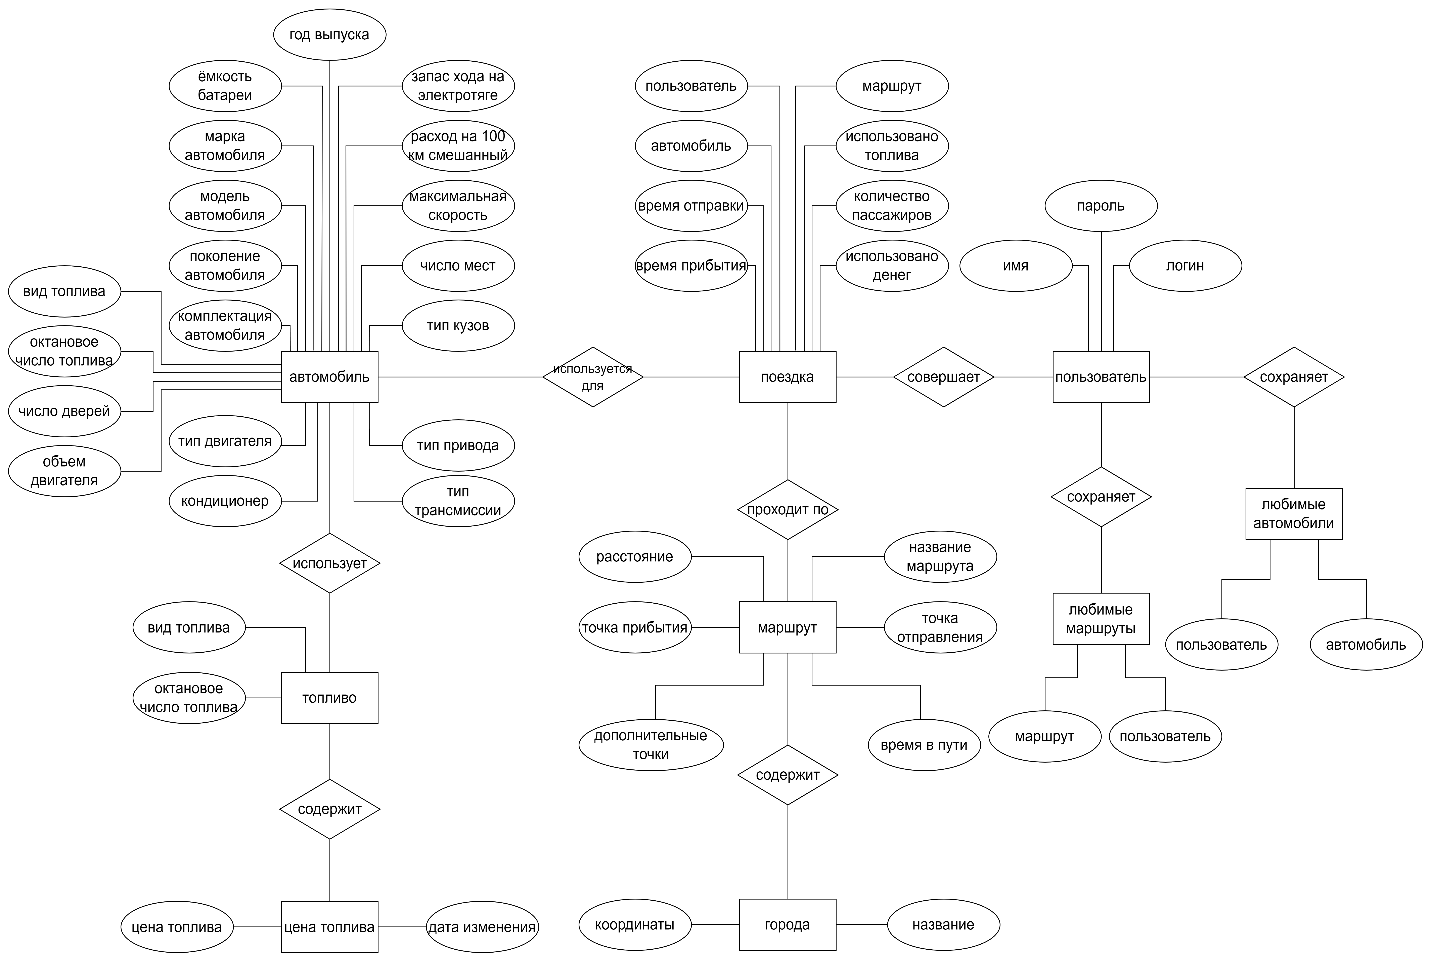 год выпуска
ёмкость
батареи
запас хода на
электротяге
пользователь
маршрут
марка
автомобиля
расход на 100
км смешанный
автомобиль
использовано
топлива
модель
автомобиля
максимальная
скорость
время отправки
количество
пассажиров
пароль
поколение
автомобиля
число мест
время прибытия
использовано
денег
имя
логин
вид топлива
комплектация
автомобиля
тип кузов
октановое
число топлива
автомобиль
используется
для
поездка
совершает
пользователь
сохраняет
число дверей
тип двигателя
тип привода
объем
двигателя
кондиционер
тип
трансмиссии
проходит по
сохраняет
любимые
автомобили
использует
расстояние
название
маршрута
вид топлива
точка прибытия
маршрут
точка
отправления
любимые
маршруты
пользователь
автомобиль
октановое
число топлива
топливо
дополнительные
точки
время в пути
маршрут
пользователь
содержит
содержит
цена топлива
цена топлива
дата изменения
координаты
города
название